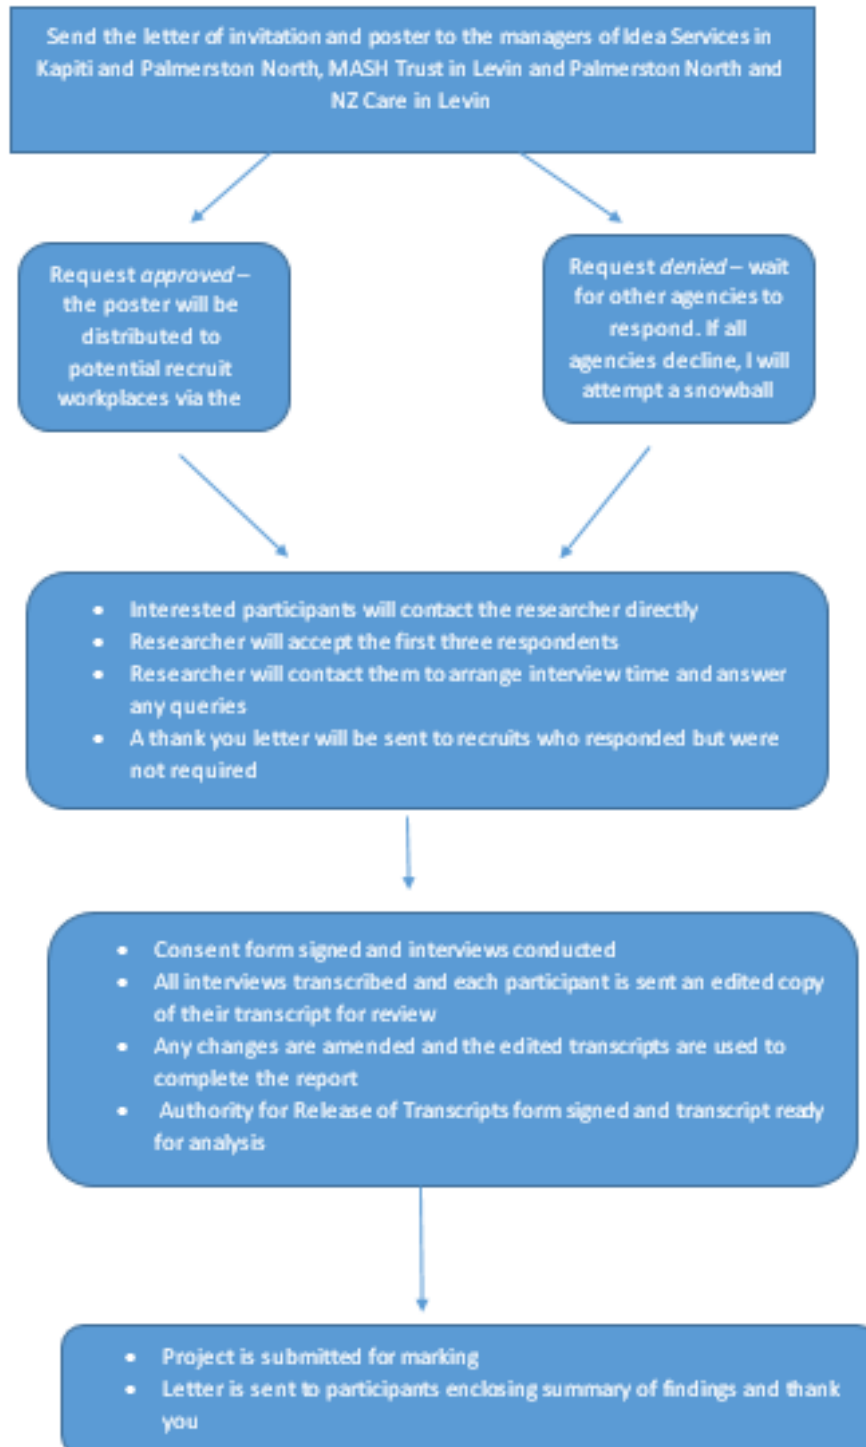 Send the letter of invitation and poster to the managers of Idea Services in
Kapiti and Palmerston North, MASH Trust in Levin and Palmerston North and
NZ Care in Levin
Request approved –
the poster will be
distributed to
potential recruit
workplaces via the
Request denied – wait
for other agencies to
respond. If all
agencies decline, I will
attempt a snowball
• Interested participants will contact the researcher directly
• Researcher will accept the first three respondents
• Researcher will contact them to arrange interview time and answer
any queries
• A thank you letter will be sent to recruits who responded but were
not required
• Consent form signed and interviews conducted
• All interviews transcribed and each participant is sent an edited copy
of their transcript for review
• Any changes are amended and the edited transcripts are used to
complete the report
• Authority for Release of Transcripts form signed and transcript ready
for analysis
• Project is submitted for marking
• Letter is sent to participants enclosing summary of findings and thank
you